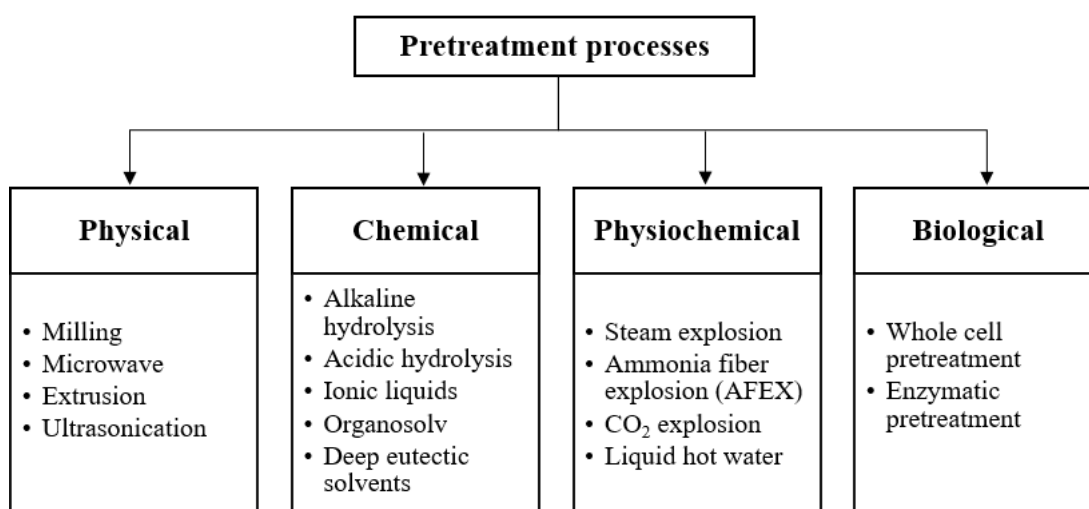 Pretreatment processes
Physical
• Milling
• Microwave
• Extrusion
• Ultrasonication
Chemical
• Alkaline
hydrolysis
• Acidic hydrolysis
• Ionic liquids
• Organosolv
• Deep eutectic
solvents
Physiochemical
• Steam explosion
• Ammonia fiber
explosion (AFEX)
• CO₂ explosion
• Liquid hot water
Biological
• Whole cell
pretreatment
• Enzymatic
pretreatment